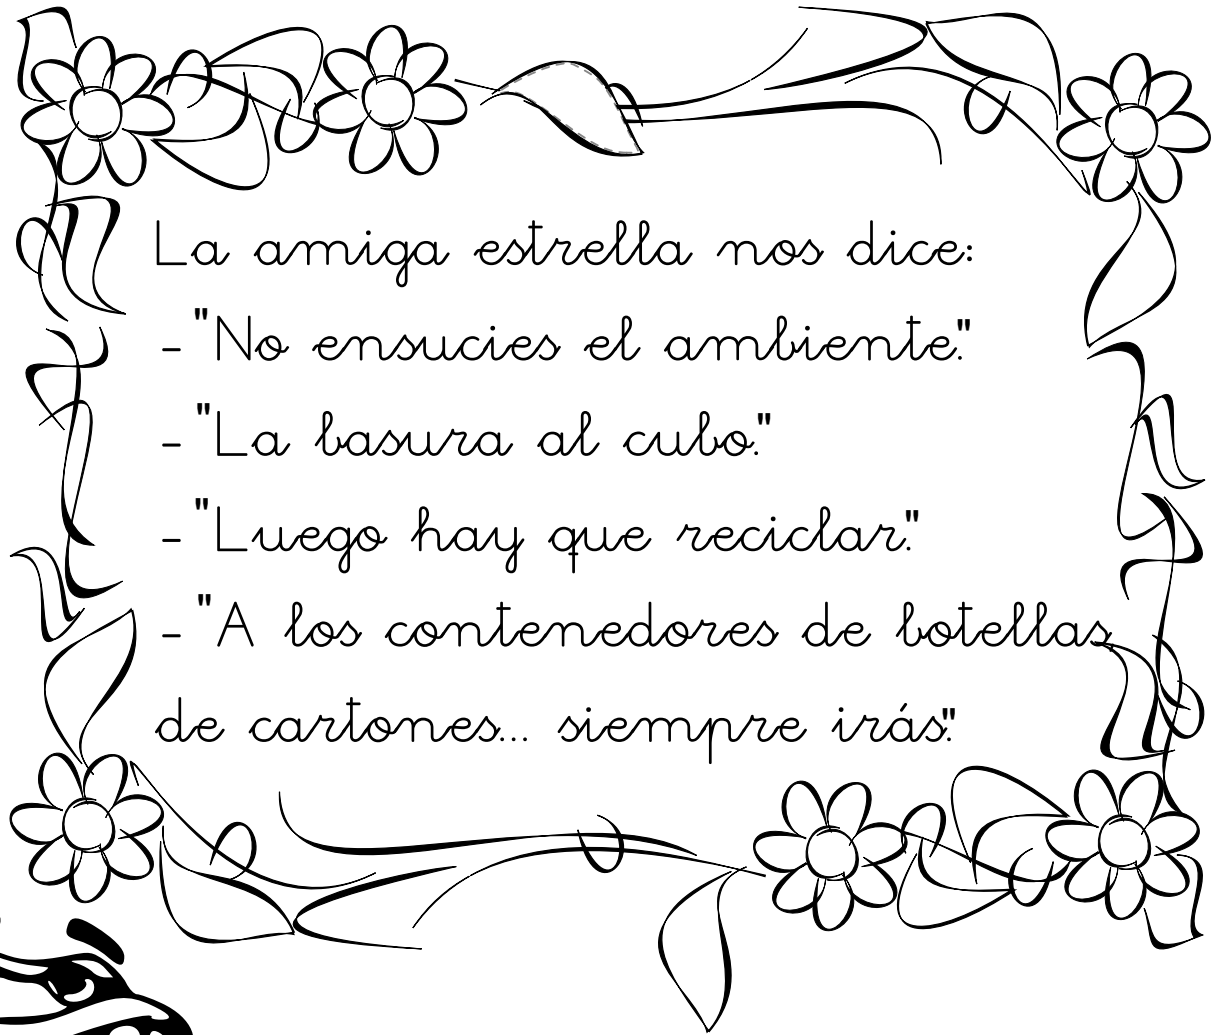 La amiga estrella nos dice:
- "No ensucies el ambiente."
- "La basura al cubo."
- "Luego hay que reciclar."
- "A los contenedores de botellas,
de cartones... siempre irás."